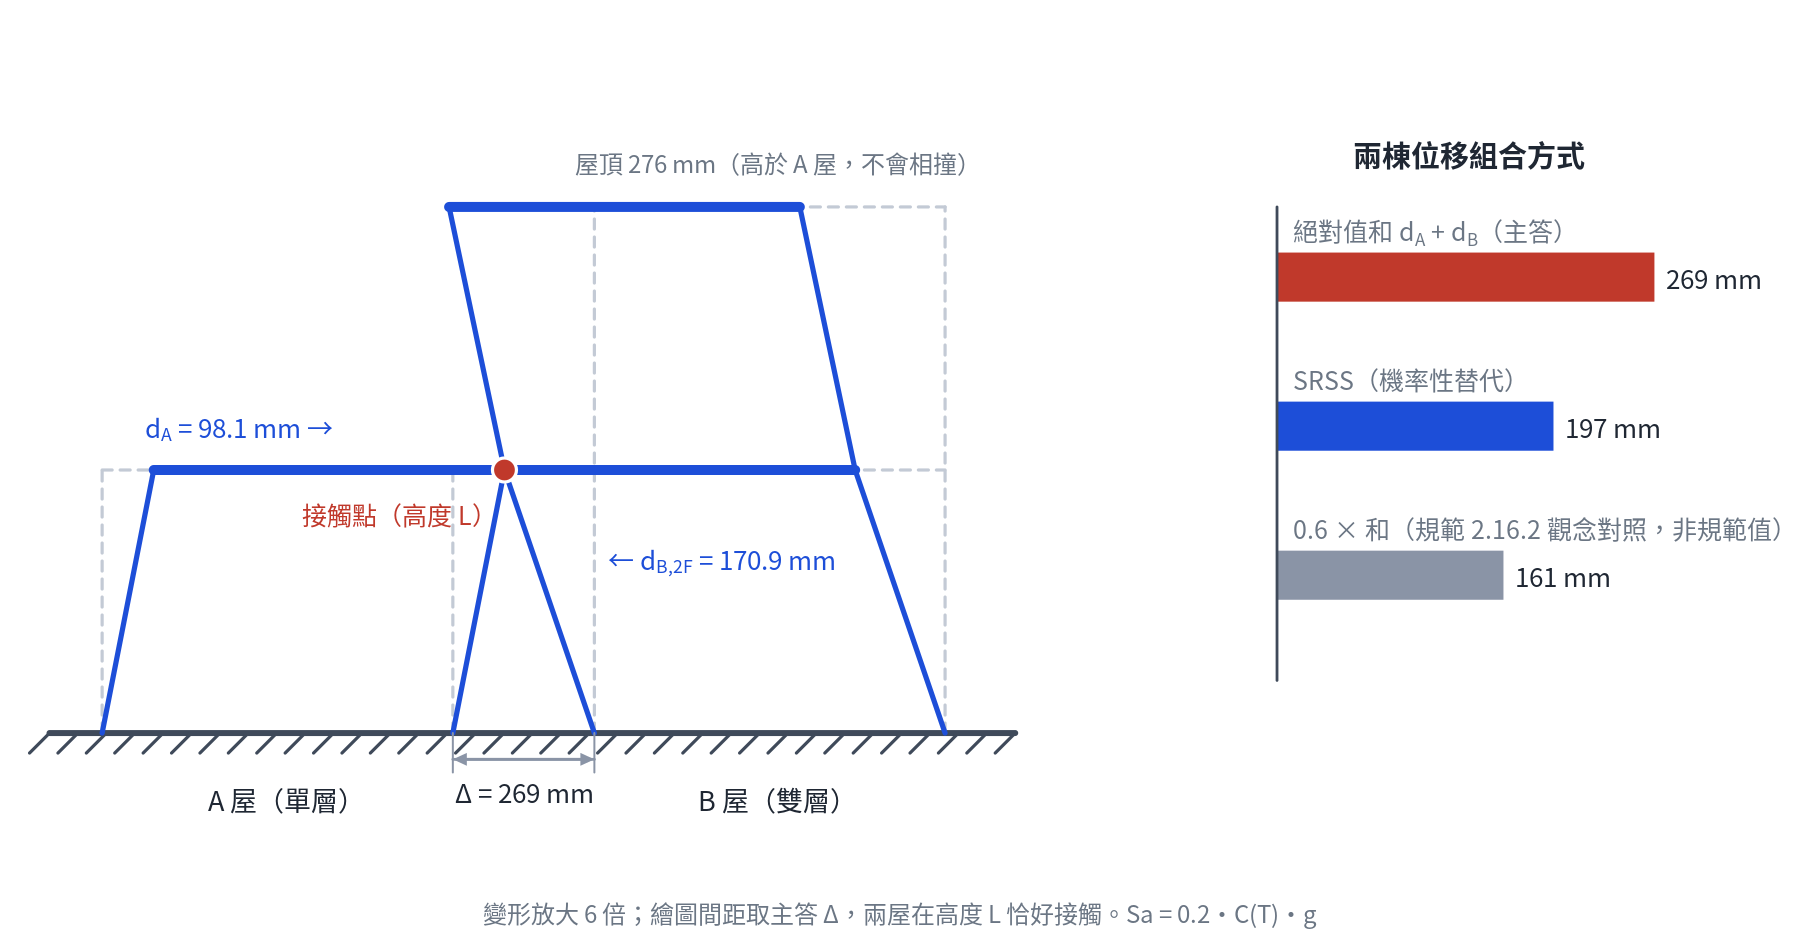 屋頂 276 mm（高於 A 屋，不會相撞）
dA = 98.1 mm →
接觸點（高度 L）
← dB,2F = 170.9 mm
Δ = 269 mm
A 屋（單層）
B 屋（雙層）
兩棟位移組合方式
絕對值和 dA + dB（主答）
269 mm
SRSS（機率性替代）
197 mm
0.6 × 和（規範 2.16.2 觀念對照，非規範值）
161 mm
變形放大 6 倍；繪圖間距取主答 Δ，兩屋在高度 L 恰好接觸。Sa = 0.2・C(T)・g